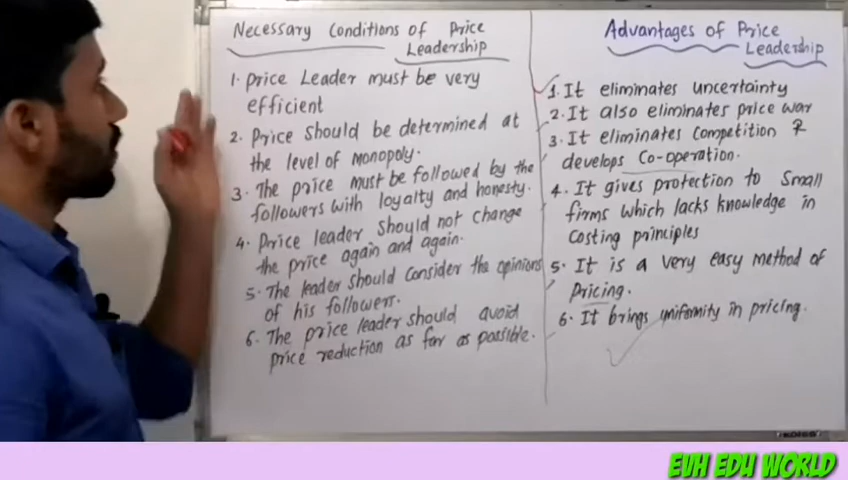 Necessary Conditions of Price
Leadership
1. Price Leader must be very
efficient
2. Price Should be determined at
the level of monopoly.
3. The price must be followed by the
followers with loyalty and honesty.
4. Price leader Should not change
the price again and again.
5. The leader should Consider the opinions
of his followers.
6. The price leader should avoid
price reduction as far as possible.
Advantages of Price
Leadership
1. It eliminates uncertainty
2. It also eliminates price war
3. It eliminates Competition &
develops Co-operation.
4. It gives protection to Small
firms which lacks knowledge in
Costing principles
5. It is a very easy method of
Pricing.
6. It brings uniformity in pricing.
EVH EDU WORLD